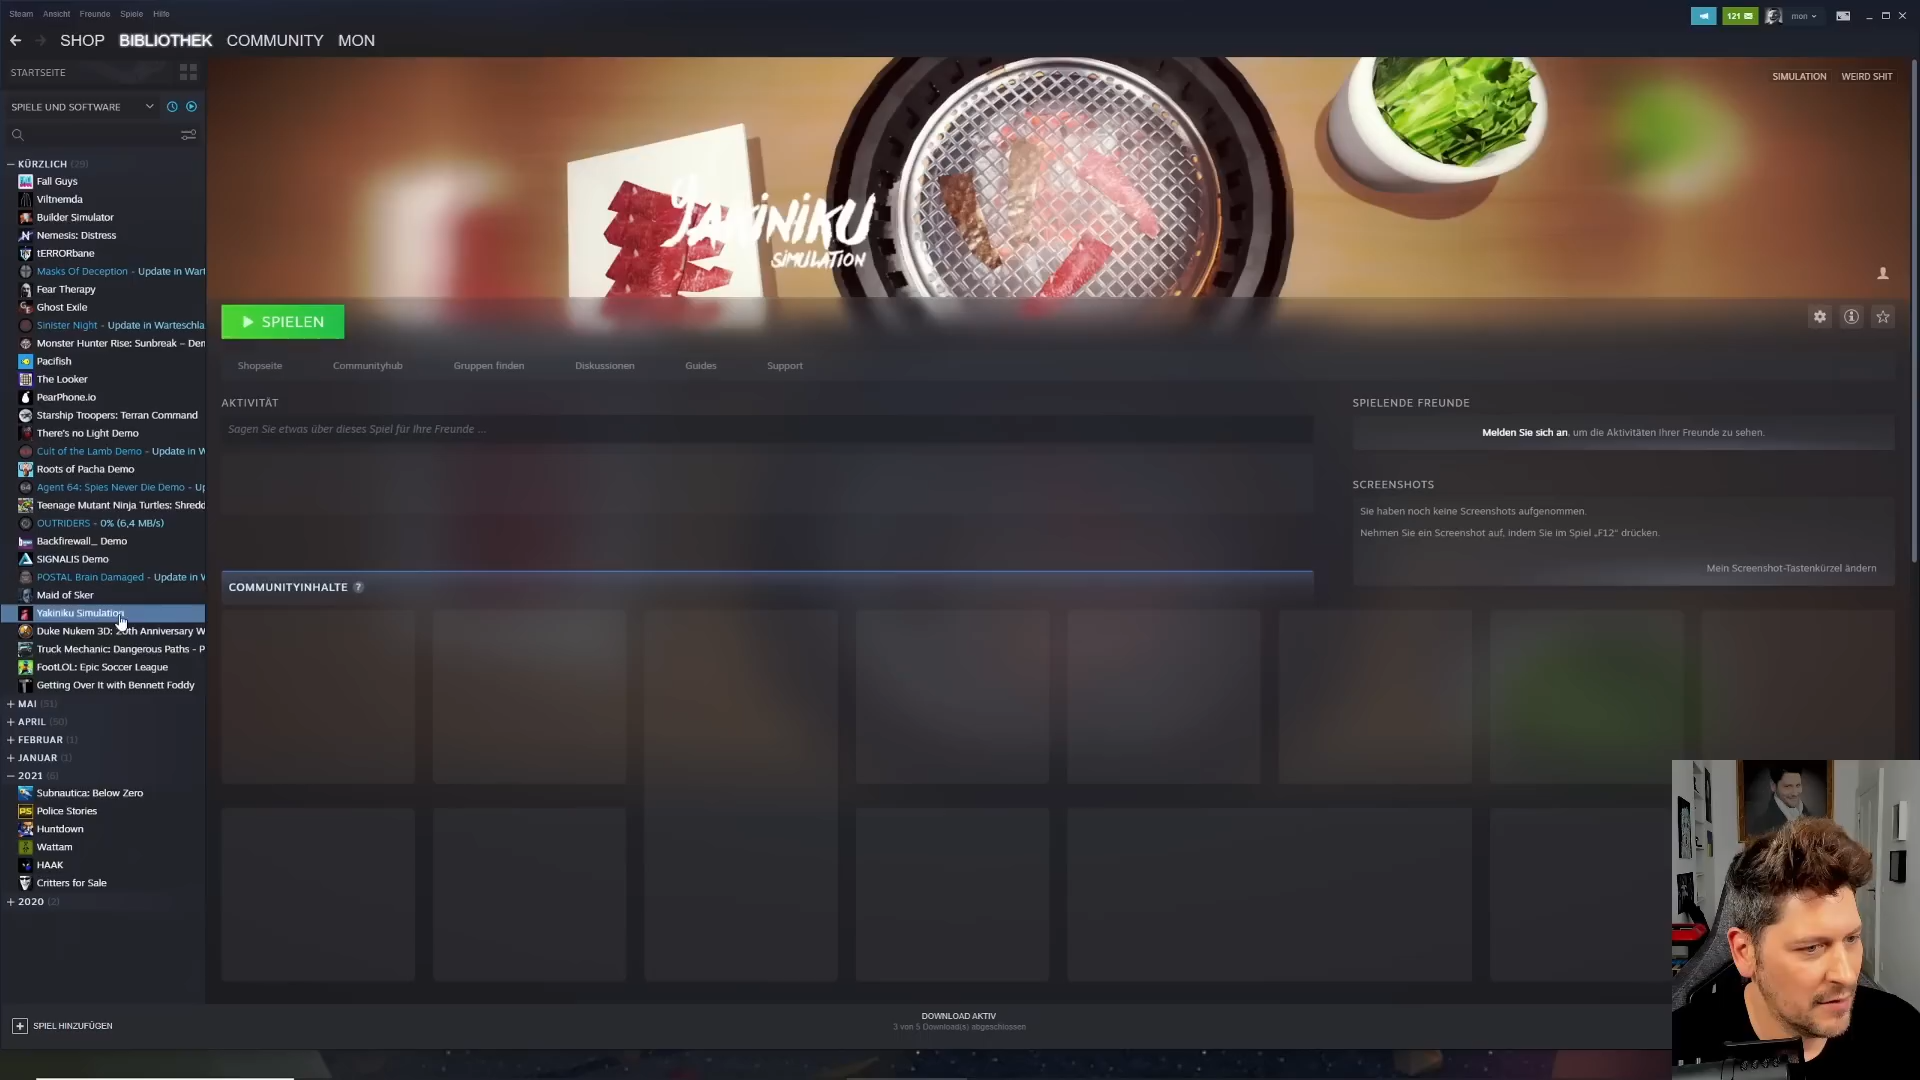 Steam Ansicht Freunde Spiele Hilfe
121
mon
SHOP BIBLIOTHEK COMMUNITY MON
STARTSEITE
SPIELE UND SOFTWARE
KÜRZLICH (29)
Fall Guys
Viltnemda
Builder Simulator
Nemesis: Distress
tERRORbane
Masks Of Deception - Update in Wart
Fear Therapy
Ghost Exile
Sinister Night - Update in Warteschla
Monster Hunter Rise: Sunbreak – Den
Pacifish
The Looker
PearPhone.io
Starship Troopers: Terran Command
There's no Light Demo
Cult of the Lamb Demo - Update in W
Roots of Pacha Demo
Agent 64: Spies Never Die Demo - Up
Teenage Mutant Ninja Turtles: Shredd
OUTRIDERS - 0% (6,4 MB/s)
Backfirewall_ Demo
SIGNALIS Demo
POSTAL Brain Damaged - Update in W
Maid of Sker
Yakiniku Simulation
Duke Nukem 3D: 20th Anniversary W
Truck Mechanic: Dangerous Paths - P
FootLOL: Epic Soccer League
Getting Over It with Bennett Foddy
MAI (51)
APRIL (50)
FEBRUAR (1)
JANUAR (1)
2021 (6)
Subnautica: Below Zero
Police Stories
Huntdown
Wattam
HAAK
Critters for Sale
2020 (2)
SPIEL HINZUFÜGEN
SIMULATION WEIRD SHIT
YAKINIKU
SIMULATION
SPIELEN
Shopseite Communityhub Gruppen finden Diskussionen Guides Support
AKTIVITÄT
Sagen Sie etwas über dieses Spiel für Ihre Freunde ...
COMMUNITYINHALTE ?
SPIELENDE FREUNDE
Melden Sie sich an, um die Aktivitäten Ihrer Freunde zu sehen.
SCREENSHOTS
Sie haben noch keine Screenshots aufgenommen.
Nehmen Sie ein Screenshot auf, indem Sie im Spiel „F12" drücken.
Mein Screenshot-Tastenkürzel ändern
DOWNLOAD AKTIV
3 von 5 Download(s) abgeschlossen